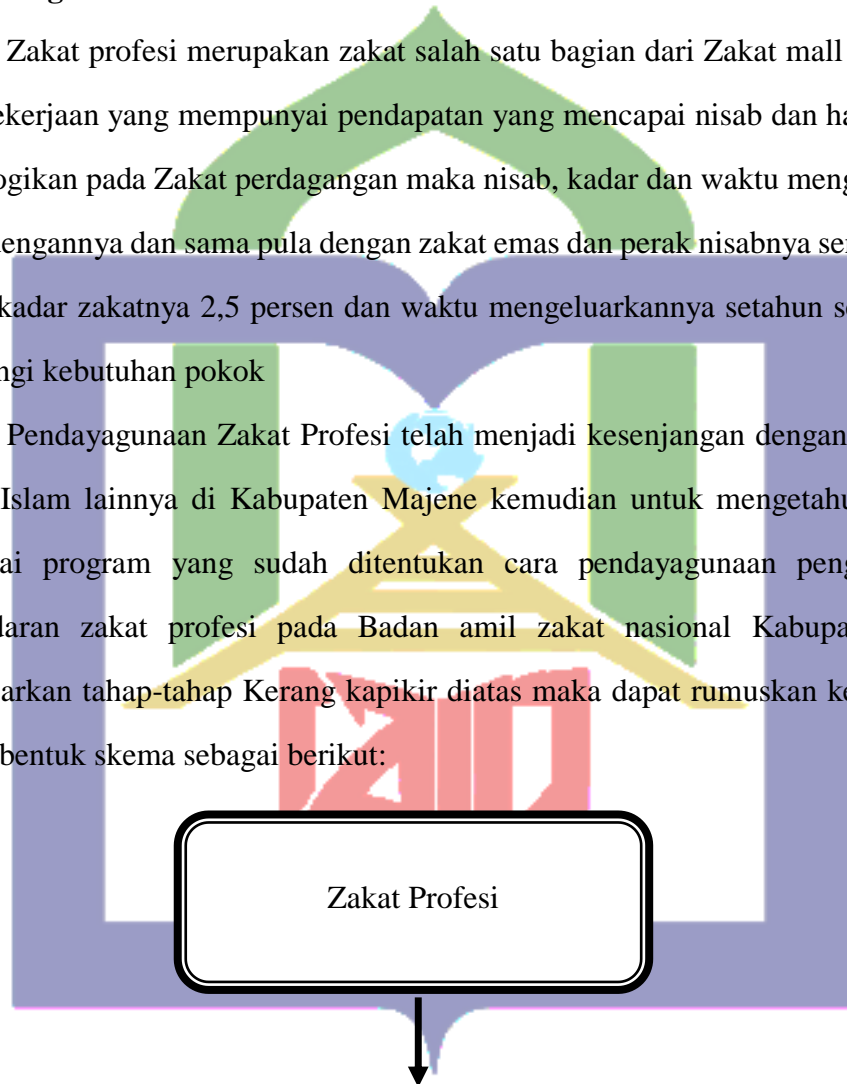 Zakat profesi merupakan zakat salah satu bagian dari Zakat mall
ekerjaan yang mempunyai pendapatan yang mencapai nisab dan ha
ogikan pada Zakat perdagangan maka nisab, kadar dan waktu meng
dengannya dan sama pula dengan zakat emas dan perak nisabnya se
kadar zakatnya 2,5 persen dan waktu mengeluarkannya setahun se
ngi kebutuhan pokok
Pendayagunaan Zakat Profesi telah menjadi kesenjangan dengan
Islam lainnya di Kabupaten Majene kemudian untuk mengetahu
ai program yang sudah ditentukan cara pendayagunaan peng
daran zakat profesi pada Badan amil zakat nasional Kabupa
arkan tahap-tahap Kerang kapikir diatas maka dapat rumuskan ke
bentuk skema sebagai berikut:
Zakat Profesi